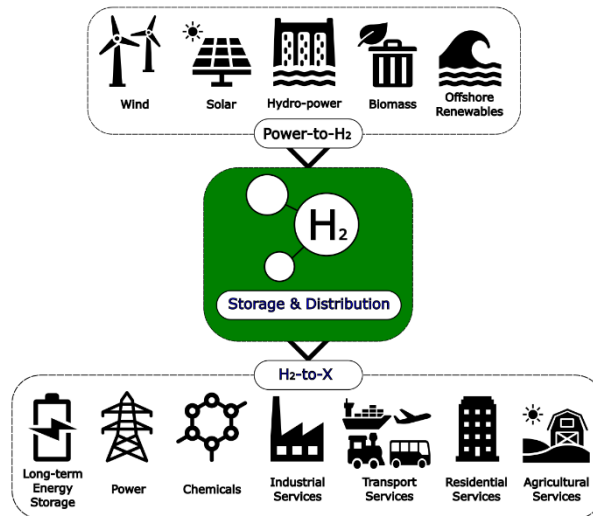 Wind
Solar
Hydro-power
Biomass
Offshore
Renewables
Power-to-H₂
H₂
Storage & Distribution
H₂-to-X
Long-term
Energy
Storage
Power
Chemicals
Industrial
Services
Transport
Services
Residential
Services
Agricultural
Services